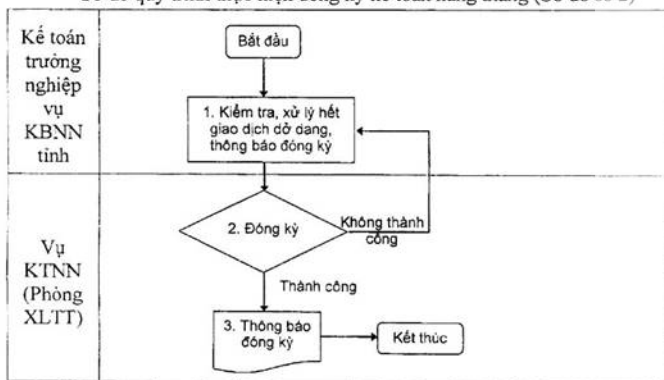 Kế toán
trưởng
nghiệp
vụ
KBNN
tỉnh
Bắt đầu
1. Kiểm tra, xử lý hết
giao dịch dở dang,
thông báo đóng kỳ
Vụ
KTNN
(Phòng
XLTT)
2. Đóng kỳ
Không thành
công
Thành công
3. Thông báo
đóng kỳ
Kết thúc